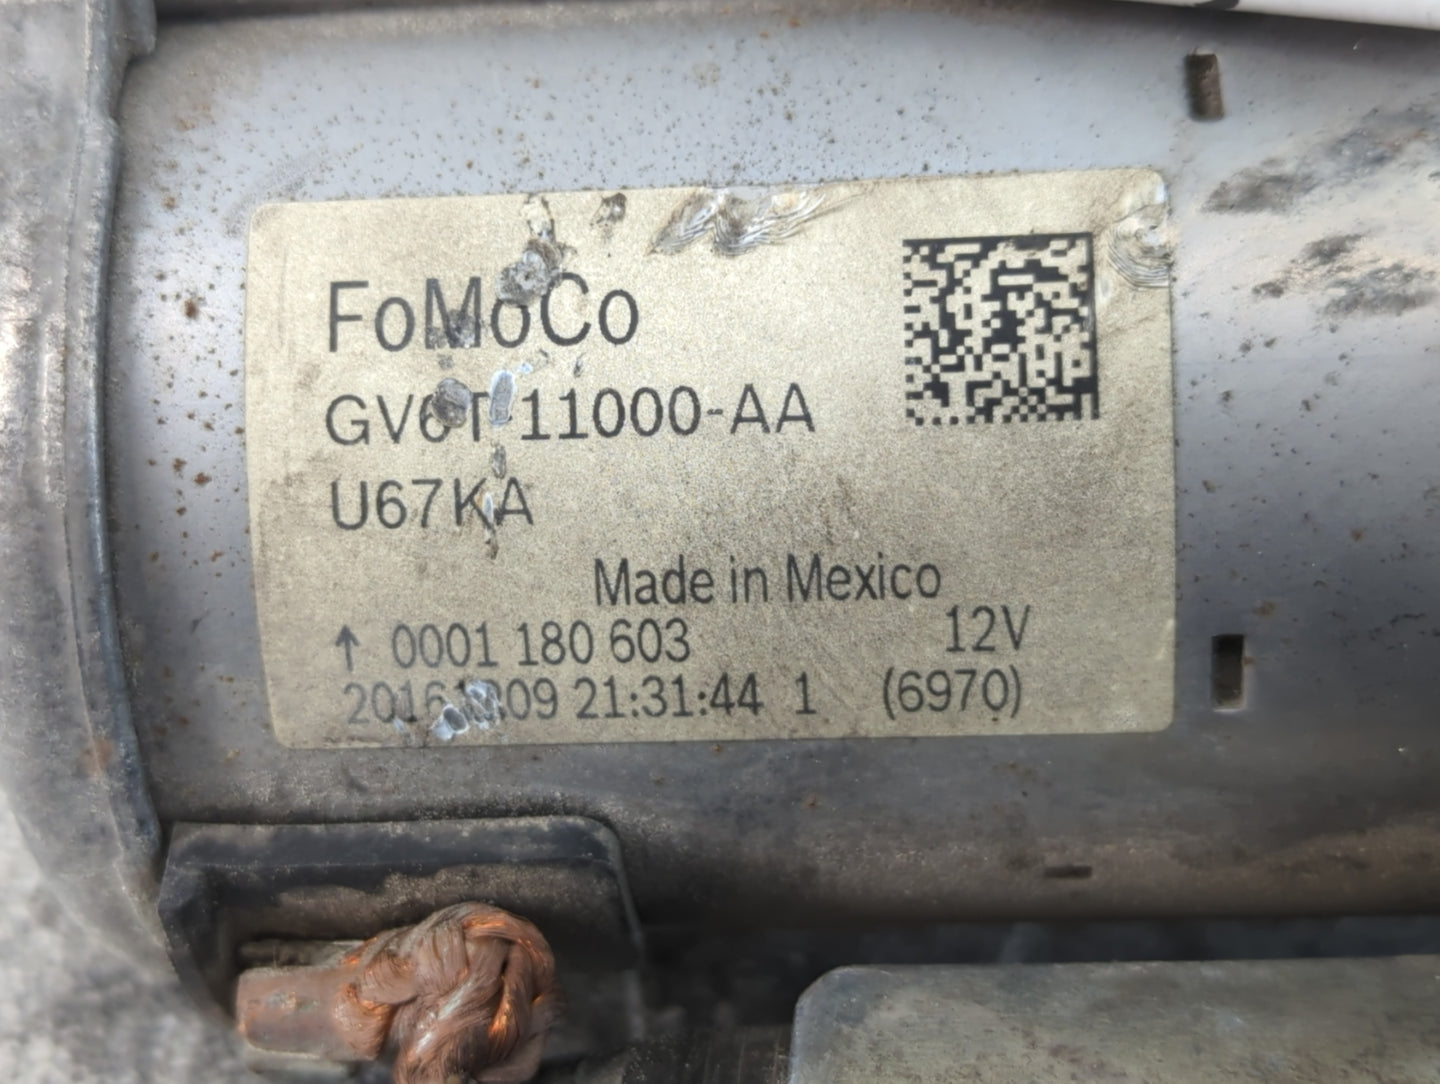 FoMoCo
GV6T-11000-AA
U67KA
Made in Mexico
↑ 0001 180 603 12V
21:31:44 1 (6970)